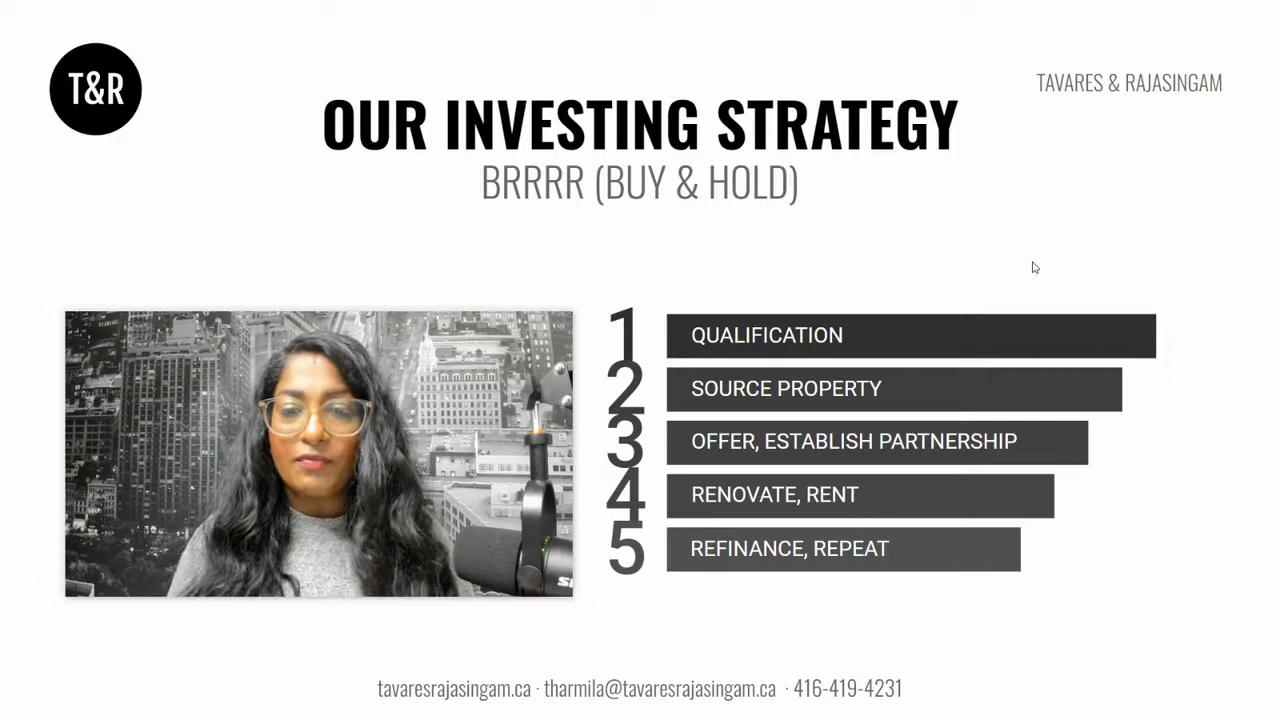 T&R
TAVARES & RAJASINGAM
OUR INVESTING STRATEGY
BRRRR (BUY & HOLD)
1 QUALIFICATION
2 SOURCE PROPERTY
3 OFFER, ESTABLISH PARTNERSHIP
4 RENOVATE, RENT
5 REFINANCE, REPEAT
tavaresrajasingam.ca · tharmila@tavaresrajasingam.ca · 416-419-4231